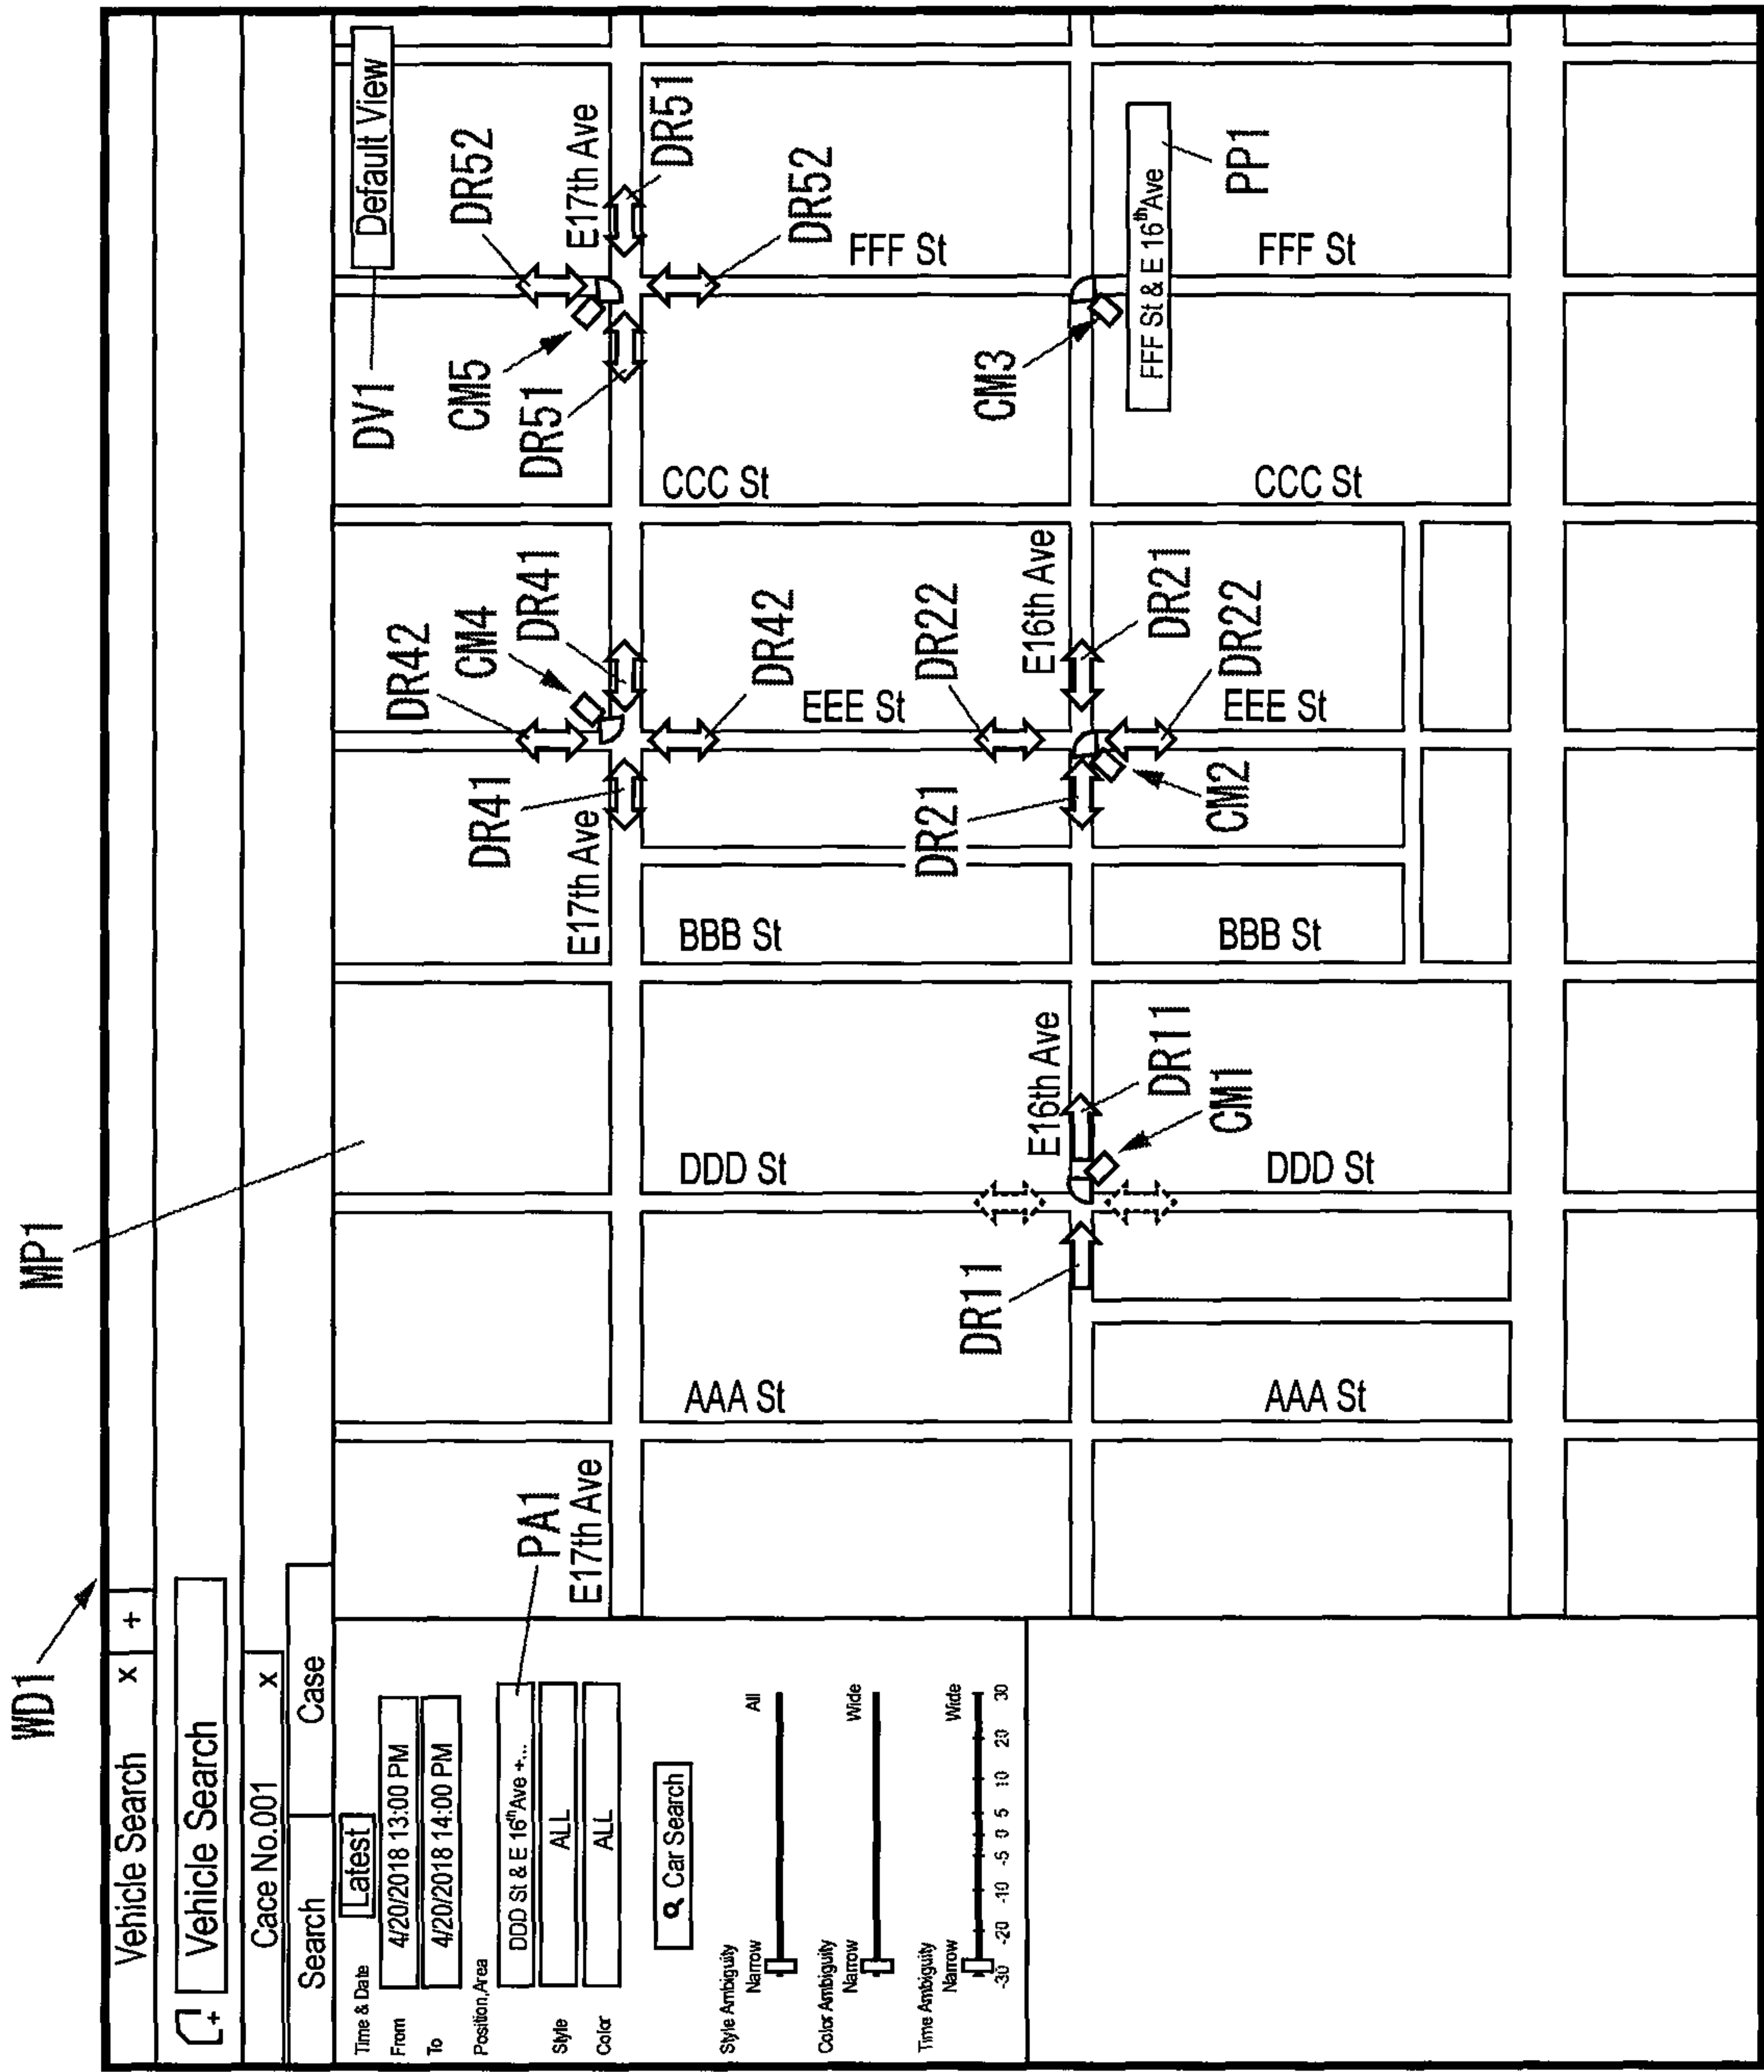 WD1
MP1
Vehicle Search x +
Vehicle Search
Cace No.001 x
Search Case
Time & Date Latest
From 4/20/2018 13:00 PM
To 4/20/2018 14:00 PM
Position,Area
DDD St & E 16th Ave +...
PA1
Style ALL
Color ALL
Car Search
Style Ambiguity
Narrow All
Color Ambiguity
Narrow Wide
Time Ambiguity
Narrow Wide
-30 -20 -10 -5 0 5 10 20 30
DV1
Default View
DR42
CM4
DR41
DR41
CM5
DR52
DR51
DR51
E17th Ave
E17th Ave
E17th Ave
DR42
DR52
AAA St
DDD St
BBB St
EEE St
CCC St
FFF St
DR11
DR21
DR22
CM3
E16th Ave
E16th Ave
DR11
CM1
DR21
DR22
CM2
FFF St & E 16th Ave
PP1
AAA St
DDD St
BBB St
EEE St
CCC St
FFF St